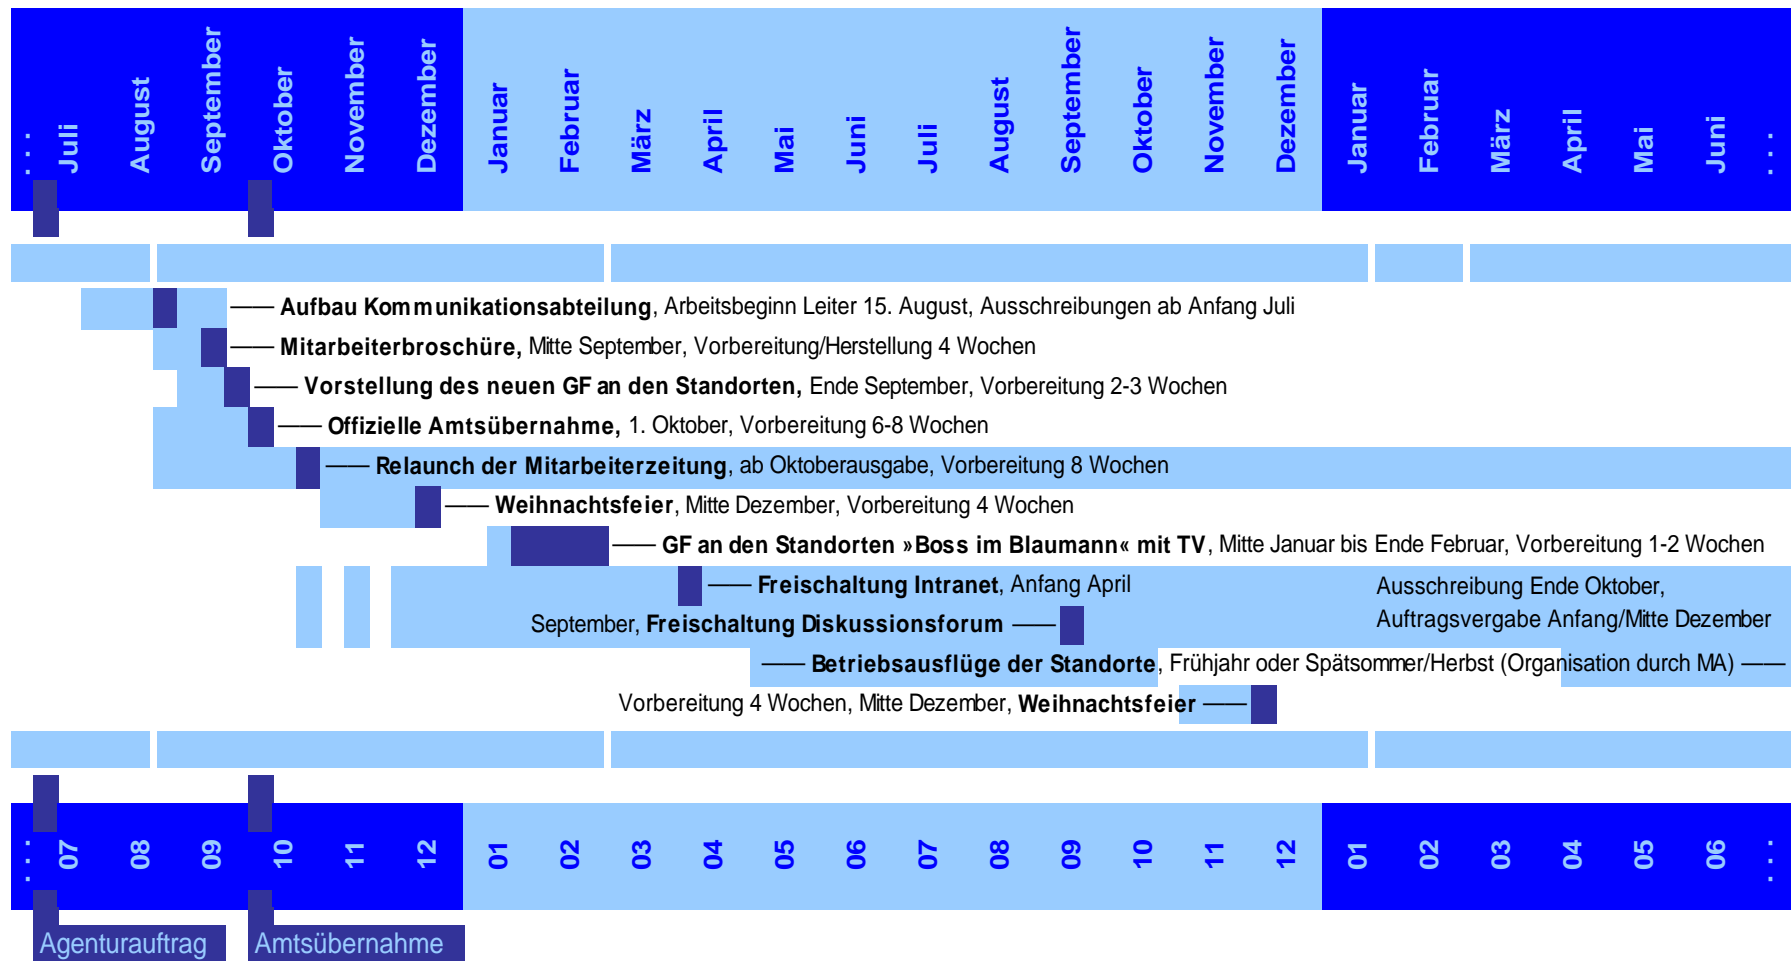 ... Juli August September Oktober November Dezember Januar Februar März April Mai Juni Juli August September Oktober November Dezember Januar Februar März April Mai Juni ...
—— Aufbau Kommunikationsabteilung, Arbeitsbeginn Leiter 15. August, Ausschreibungen ab Anfang Juli
—— Mitarbeiterbroschüre, Mitte September, Vorbereitung/Herstellung 4 Wochen
—— Vorstellung des neuen GF an den Standorten, Ende September, Vorbereitung 2-3 Wochen
—— Offizielle Amtsübernahme, 1. Oktober, Vorbereitung 6-8 Wochen
—— Relaunch der Mitarbeiterzeitung, ab Oktoberausgabe, Vorbereitung 8 Wochen
—— Weihnachtsfeier, Mitte Dezember, Vorbereitung 4 Wochen
—— GF an den Standorten »Boss im Blaumann« mit TV, Mitte Januar bis Ende Februar, Vorbereitung 1-2 Wochen
—— Freischaltung Intranet, Anfang April
Ausschreibung Ende Oktober,
Auftragsvergabe Anfang/Mitte Dezember
September, Freischaltung Diskussionsforum ——
—— Betriebsausflüge der Standorte, Frühjahr oder Spätsommer/Herbst (Organisation durch MA) ——
Vorbereitung 4 Wochen, Mitte Dezember, Weihnachtsfeier ——
... 07 08 09 10 11 12 01 02 03 04 05 06 07 08 09 10 11 12 01 02 03 04 05 06 ...
Agenturauftrag Amtsübernahme